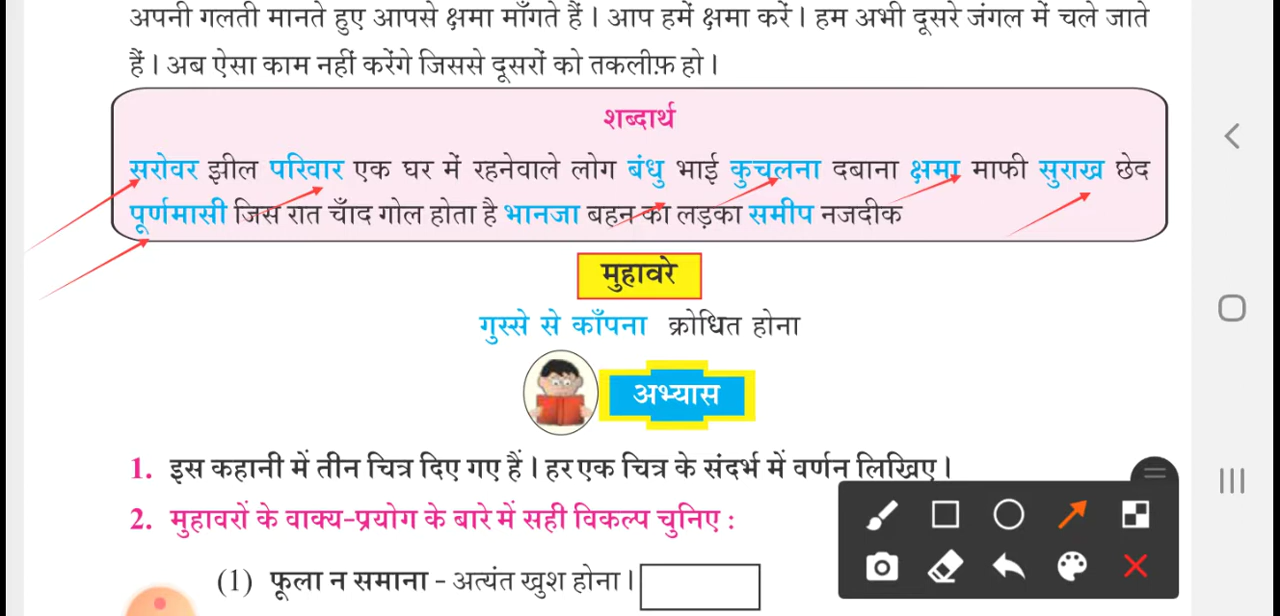 अपनी गलती मानते हुए आपसे क्षमा माँगते हैं। आप हमें क्षमा करें। हम अभी दूसरे जंगल में चले जाते
हैं। अब ऐसा काम नहीं करेंगे जिससे दूसरों को तकलीफ़ हो।
शब्दार्थ
सरोवर झील परिवार एक घर में रहनेवाले लोग बंधु भाई कुचलना दबाना क्षमा माफी सुराख छेद
पूर्णमासी जिस रात चाँद गोल होता है भानजा बहन का लड़का समीप नजदीक
मुहावरे
गुस्से से काँपना क्रोधित होना
अभ्यास
1. इस कहानी में तीन चित्र दिए गए हैं। हर एक चित्र के संदर्भ में वर्णन लिखिए।
2. मुहावरों के वाक्य-प्रयोग के बारे में सही विकल्प चुनिए :
(1) फूला न समाना - अत्यंत खुश होना।